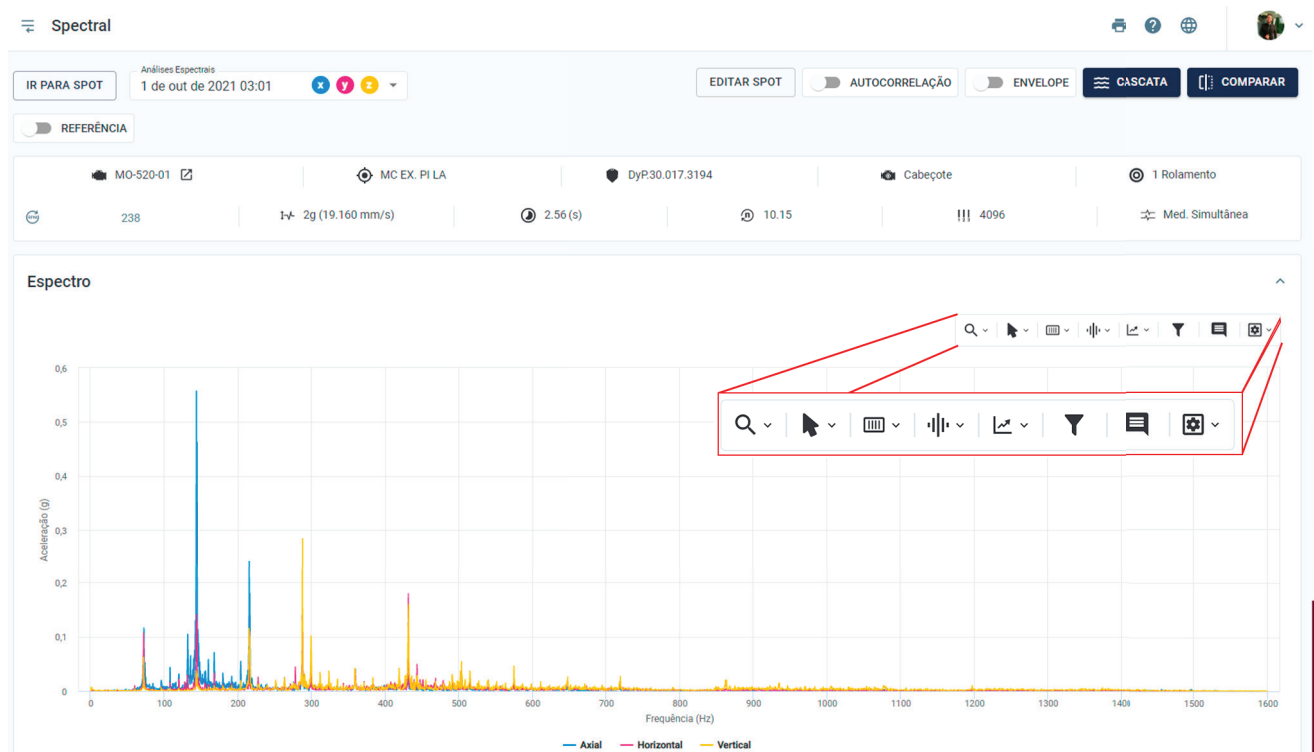 Spectral
IR PARA SPOT
Análises Espectrais
1 de out de 2021 03:01
x y z
EDITAR SPOT
AUTOCORRELAÇÃO
ENVELOPE
CASCATA
COMPARAR
REFERÊNCIA
MO-520-01
MC EX. PI LA
DyP.30.017.3194
Cabeçote
1 Rolamento
238
2g (19.160 mm/s)
2.56 (s)
10.15
4096
Med. Simultânea
Espectro
0,6
0,5
0,4
0,3
0,2
0,1
0
Aceleração (g)
0 100 200 300 400 500 600 700 800 900 1000 1100 1200 1300 1400 1500 1600
Frequência (Hz)
Axial Horizontal Vertical